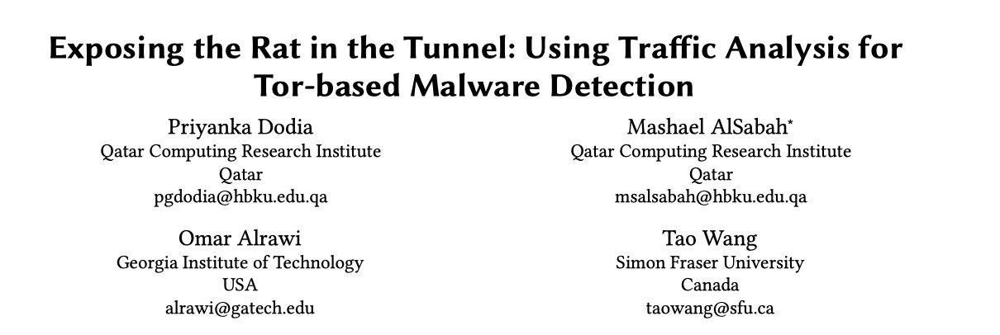 Exposing the Rat in the Tunnel: Using Traffic Analysis for
Tor-based Malware Detection
Priyanka Dodia
Qatar Computing Research Institute
Qatar
pgdodia@hbku.edu.qa
Mashael AlSabah*
Qatar Computing Research Institute
Qatar
msalsabah@hbku.edu.qa
Omar Alrawi
Georgia Institute of Technology
USA
alrawi@gatech.edu
Tao Wang
Simon Fraser University
Canada
taowang@sfu.ca